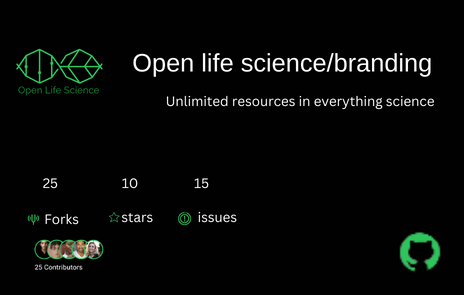 Open life science/branding
Open Life Science
Unlimited resources in everything science
25 10 15
Forks stars issues
25 Contributors